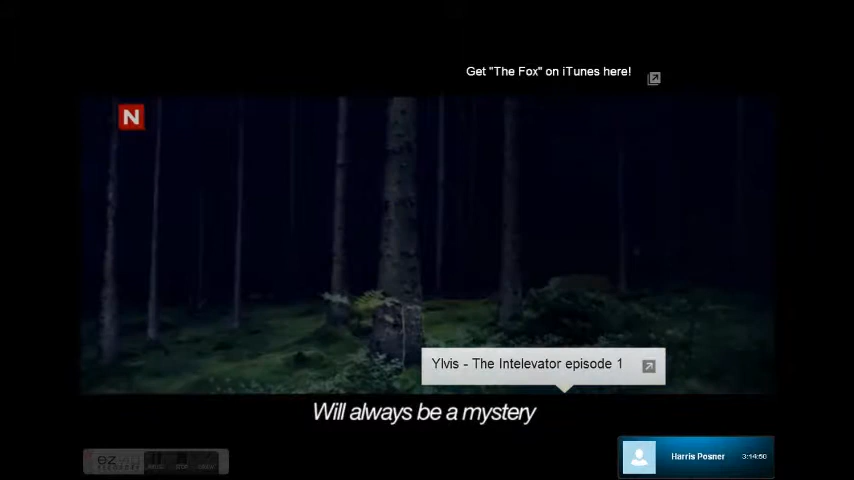 Get "The Fox" on iTunes here!
N
Ylvis - The Intelevator episode 1
Will always be a mystery
Harris Posner
3:14:50
ez